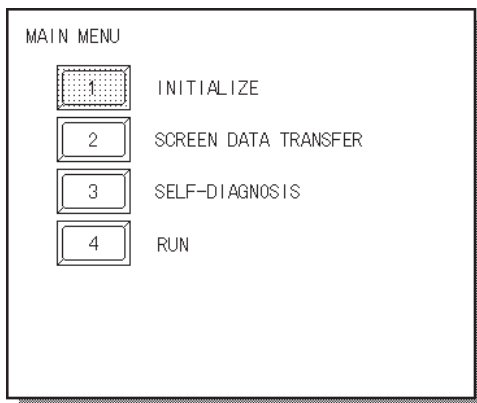 MAIN MENU
1 INITIALIZE
2 SCREEN DATA TRANSFER
3 SELF-DIAGNOSIS
4 RUN